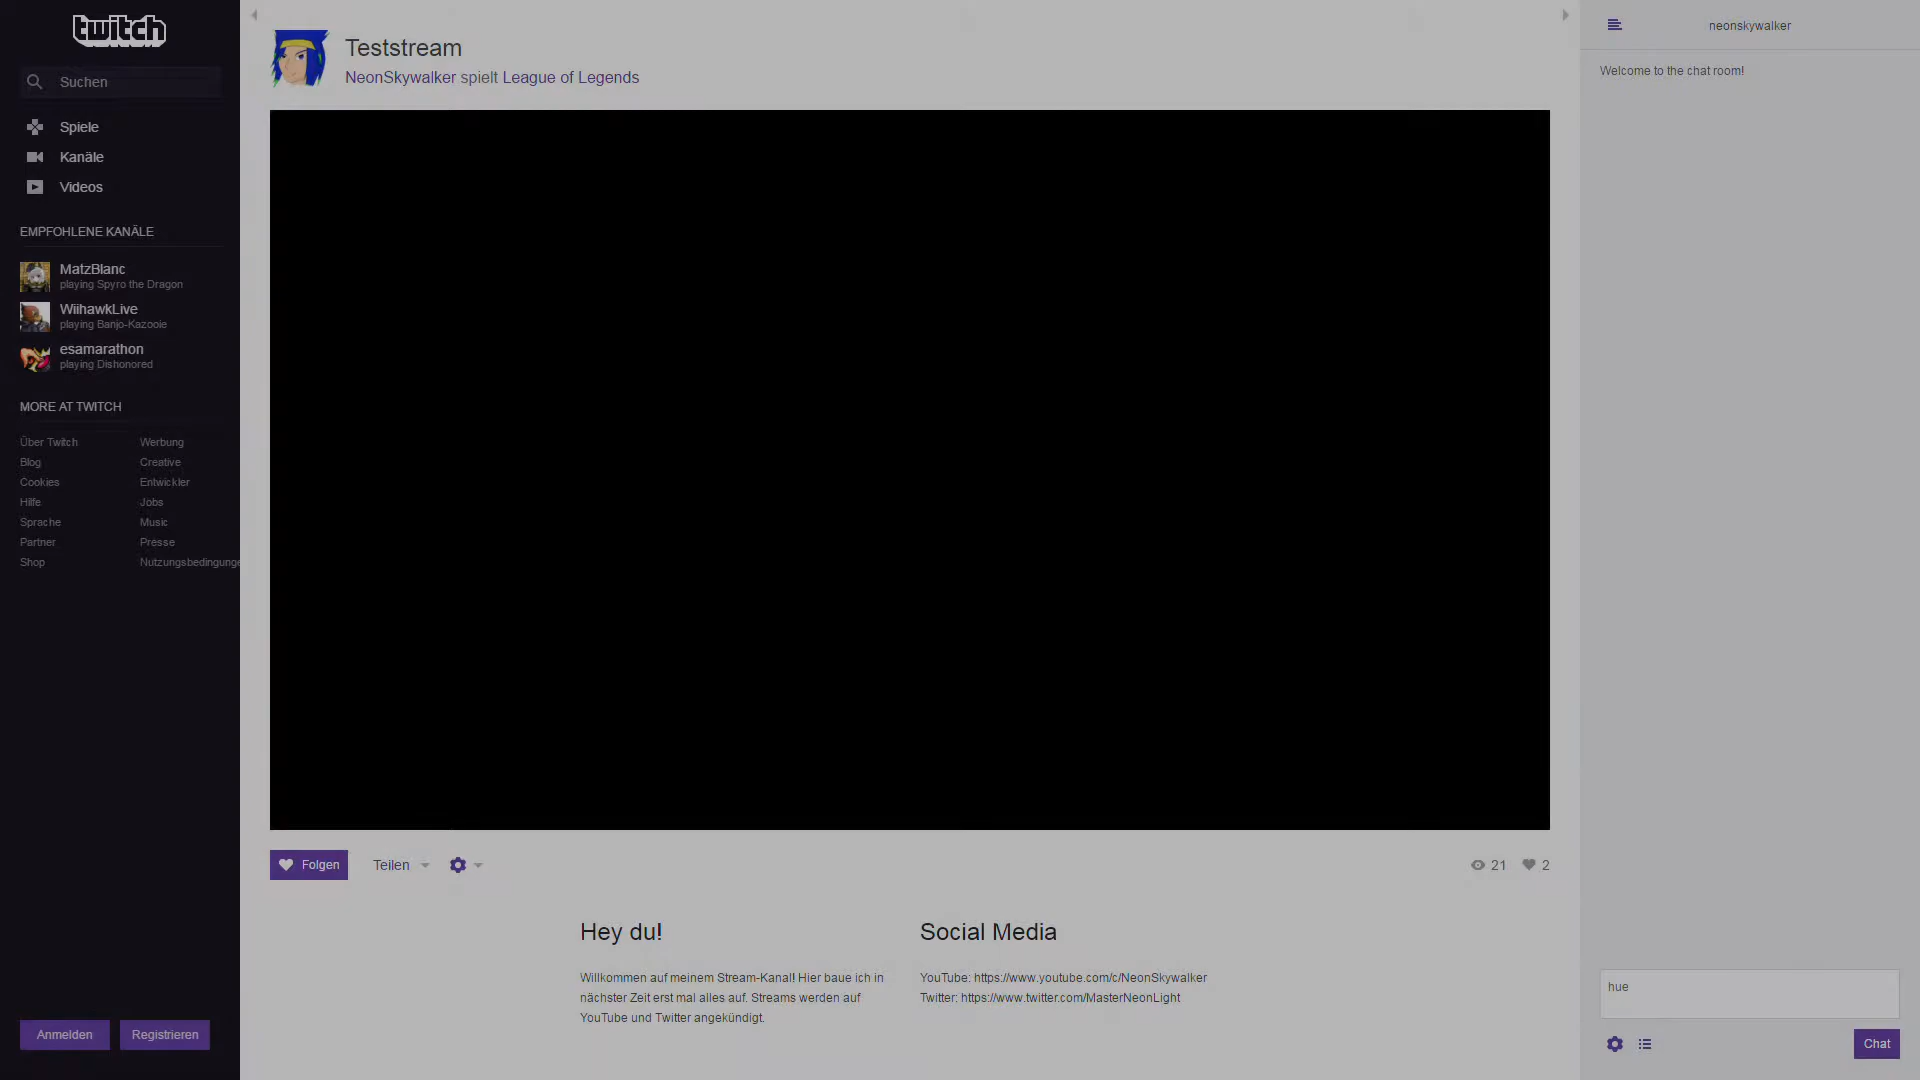 twitch
Suchen
Spiele
Kanäle
Videos
EMPFOHLENE KANÄLE
MatzBlanc
playing Spyro the Dragon
WiihawkLive
playing Banjo-Kazooie
esamarathon
playing Dishonored
MORE AT TWITCH
Über Twitch Werbung
Blog Creative
Cookies Entwickler
Hilfe Jobs
Sprache Music
Partner Presse
Shop Nutzungsbedingunge
Anmelden Registrieren
Teststream
NeonSkywalker spielt League of Legends
Folgen Teilen 21 2
Hey du!
Willkommen auf meinem Stream-Kanal! Hier baue ich in
nächster Zeit erst mal alles auf. Streams werden auf
YouTube und Twitter angekündigt.
Social Media
YouTube: https://www.youtube.com/c/NeonSkywalker
Twitter: https://www.twitter.com/MasterNeonLight
neonskywalker
Welcome to the chat room!
hue
Chat